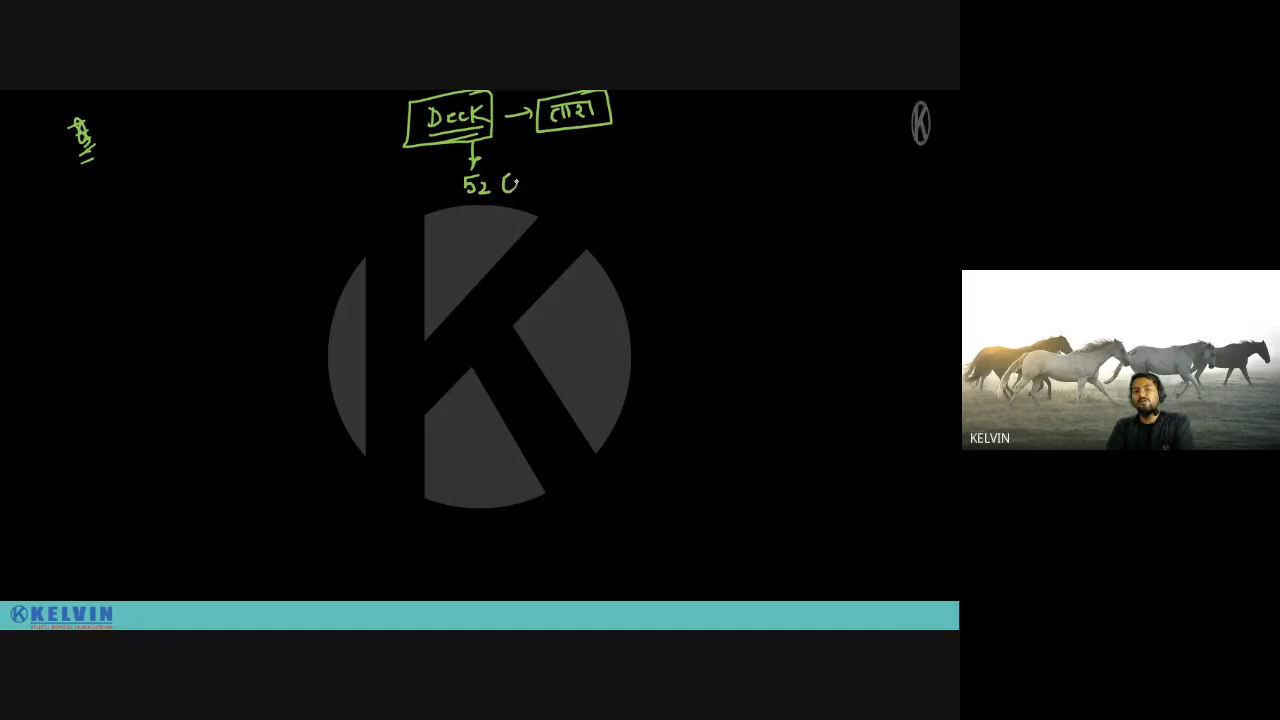 Deck → ताश
52 C
KELVIN
KELVIN